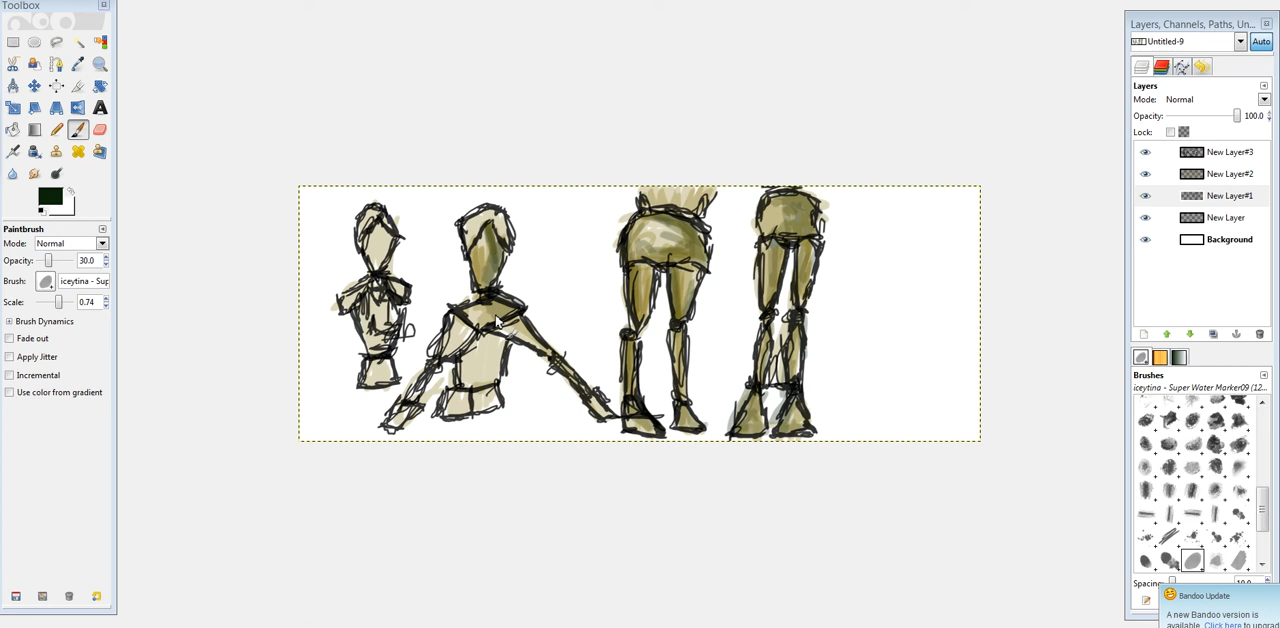 Toolbox
Paintbrush
Mode: Normal
Opacity: 30.0
Brush: iceytina - Sup
Scale: 0.74
Brush Dynamics
Fade out
Apply Jitter
Incremental
Use color from gradient
Layers, Channels, Paths, Un...
Untitled-9
Auto
Layers
Mode: Normal
Opacity: 100.0
Lock:
New Layer#3
New Layer#2
New Layer#1
New Layer
Background
Brushes
iceytina - Super Water Marker09 (12...
Spacing:
Bandoo Update
A new Bandoo version is
available. Click here to upgrad